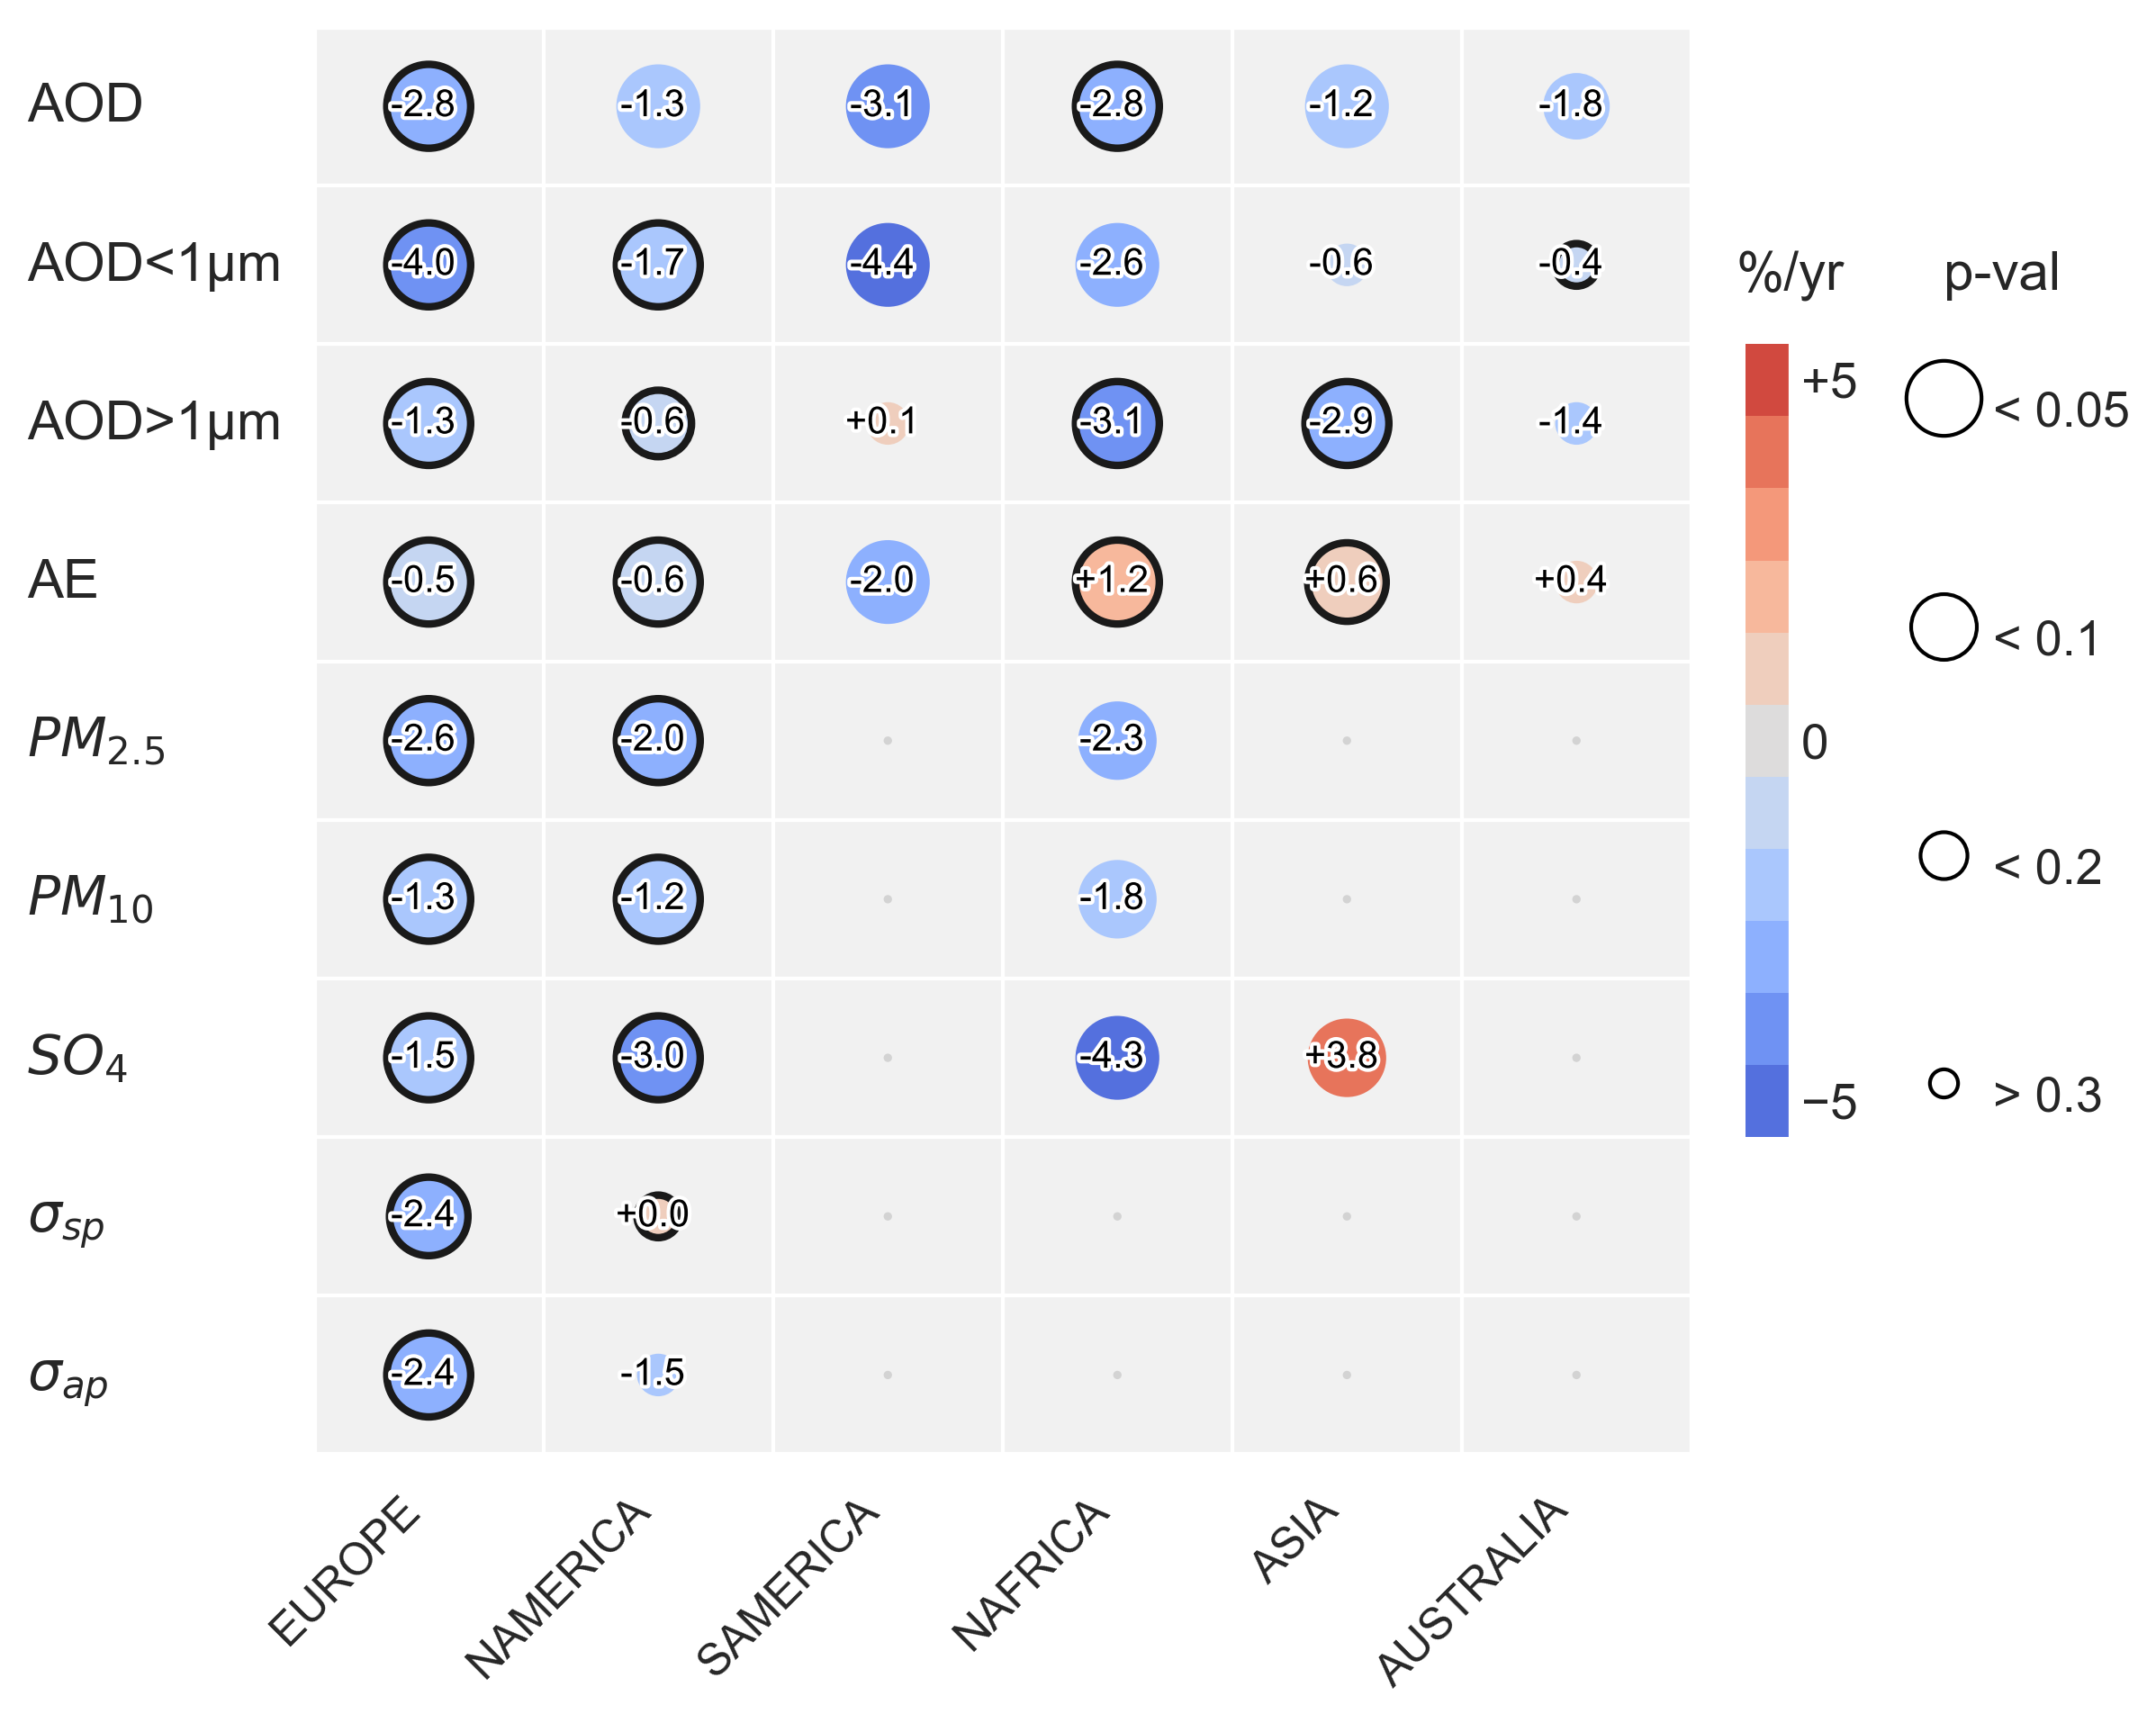 AOD -2.8 -1.3 -3.1 -2.8 -1.2 -1.8
AOD<1μm -4.0 -1.7 -4.4 -2.6 -0.6 -0.4
AOD>1μm -1.3 -0.6 +0.1 -3.1 -2.9 -1.4
AE -0.5 -0.6 -2.0 +1.2 +0.6 +0.4
PM2.5 -2.6 -2.0 -2.3
PM10 -1.3 -1.2 -1.8
SO4 -1.5 -3.0 -4.3 +3.8
σsp -2.4 +0.0
σap -2.4 -1.5
EUROPE
NAMERICA
SAMERICA
NAFRICA
ASIA
AUSTRALIA
%/yr
+5
0
−5
p-val
< 0.05
< 0.1
< 0.2
> 0.3